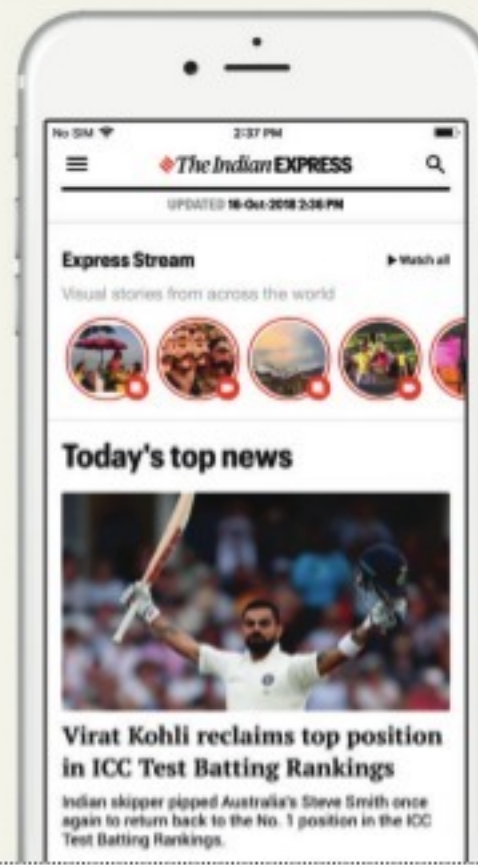 No SIM 2:37 PM
The Indian EXPRESS
UPDATED 16-Oct-2018 2:36 PM
Express Stream
Watch all
Visual stories from across the world
Today's top news
Virat Kohli reclaims top position
in ICC Test Batting Rankings
Indian skipper pipped Australia's Steve Smith once
again to return back to the No. 1 position in the ICC
Test Batting Rankings.